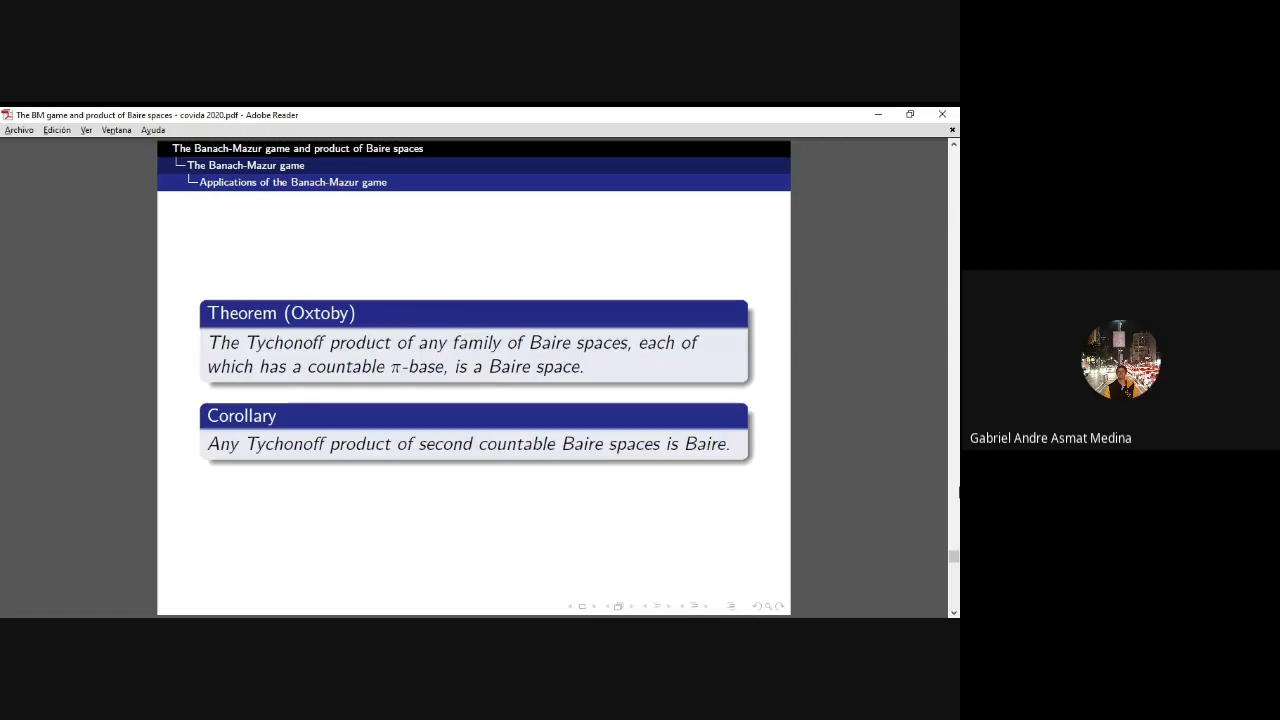 The BM game and product of Baire spaces - covida 2020.pdf - Adobe Reader
Archivo Edición Ver Ventana Ayuda
The Banach-Mazur game and product of Baire spaces
The Banach-Mazur game
Applications of the Banach-Mazur game
Theorem (Oxtoby)
The Tychonoff product of any family of Baire spaces, each of
which has a countable π-base, is a Baire space.
Corollary
Any Tychonoff product of second countable Baire spaces is Baire.
Gabriel Andre Asmat Medina